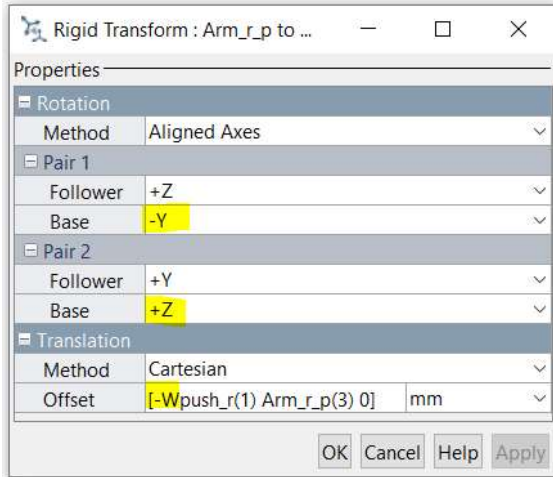 Rigid Transform : Arm_r_p to ...
Properties
Rotation
Method Aligned Axes
Pair 1
Follower +Z
Base -Y
Pair 2
Follower +Y
Base +Z
Translation
Method Cartesian
Offset [-Wpush_r(1) Arm_r_p(3) 0] mm
OK Cancel Help Apply